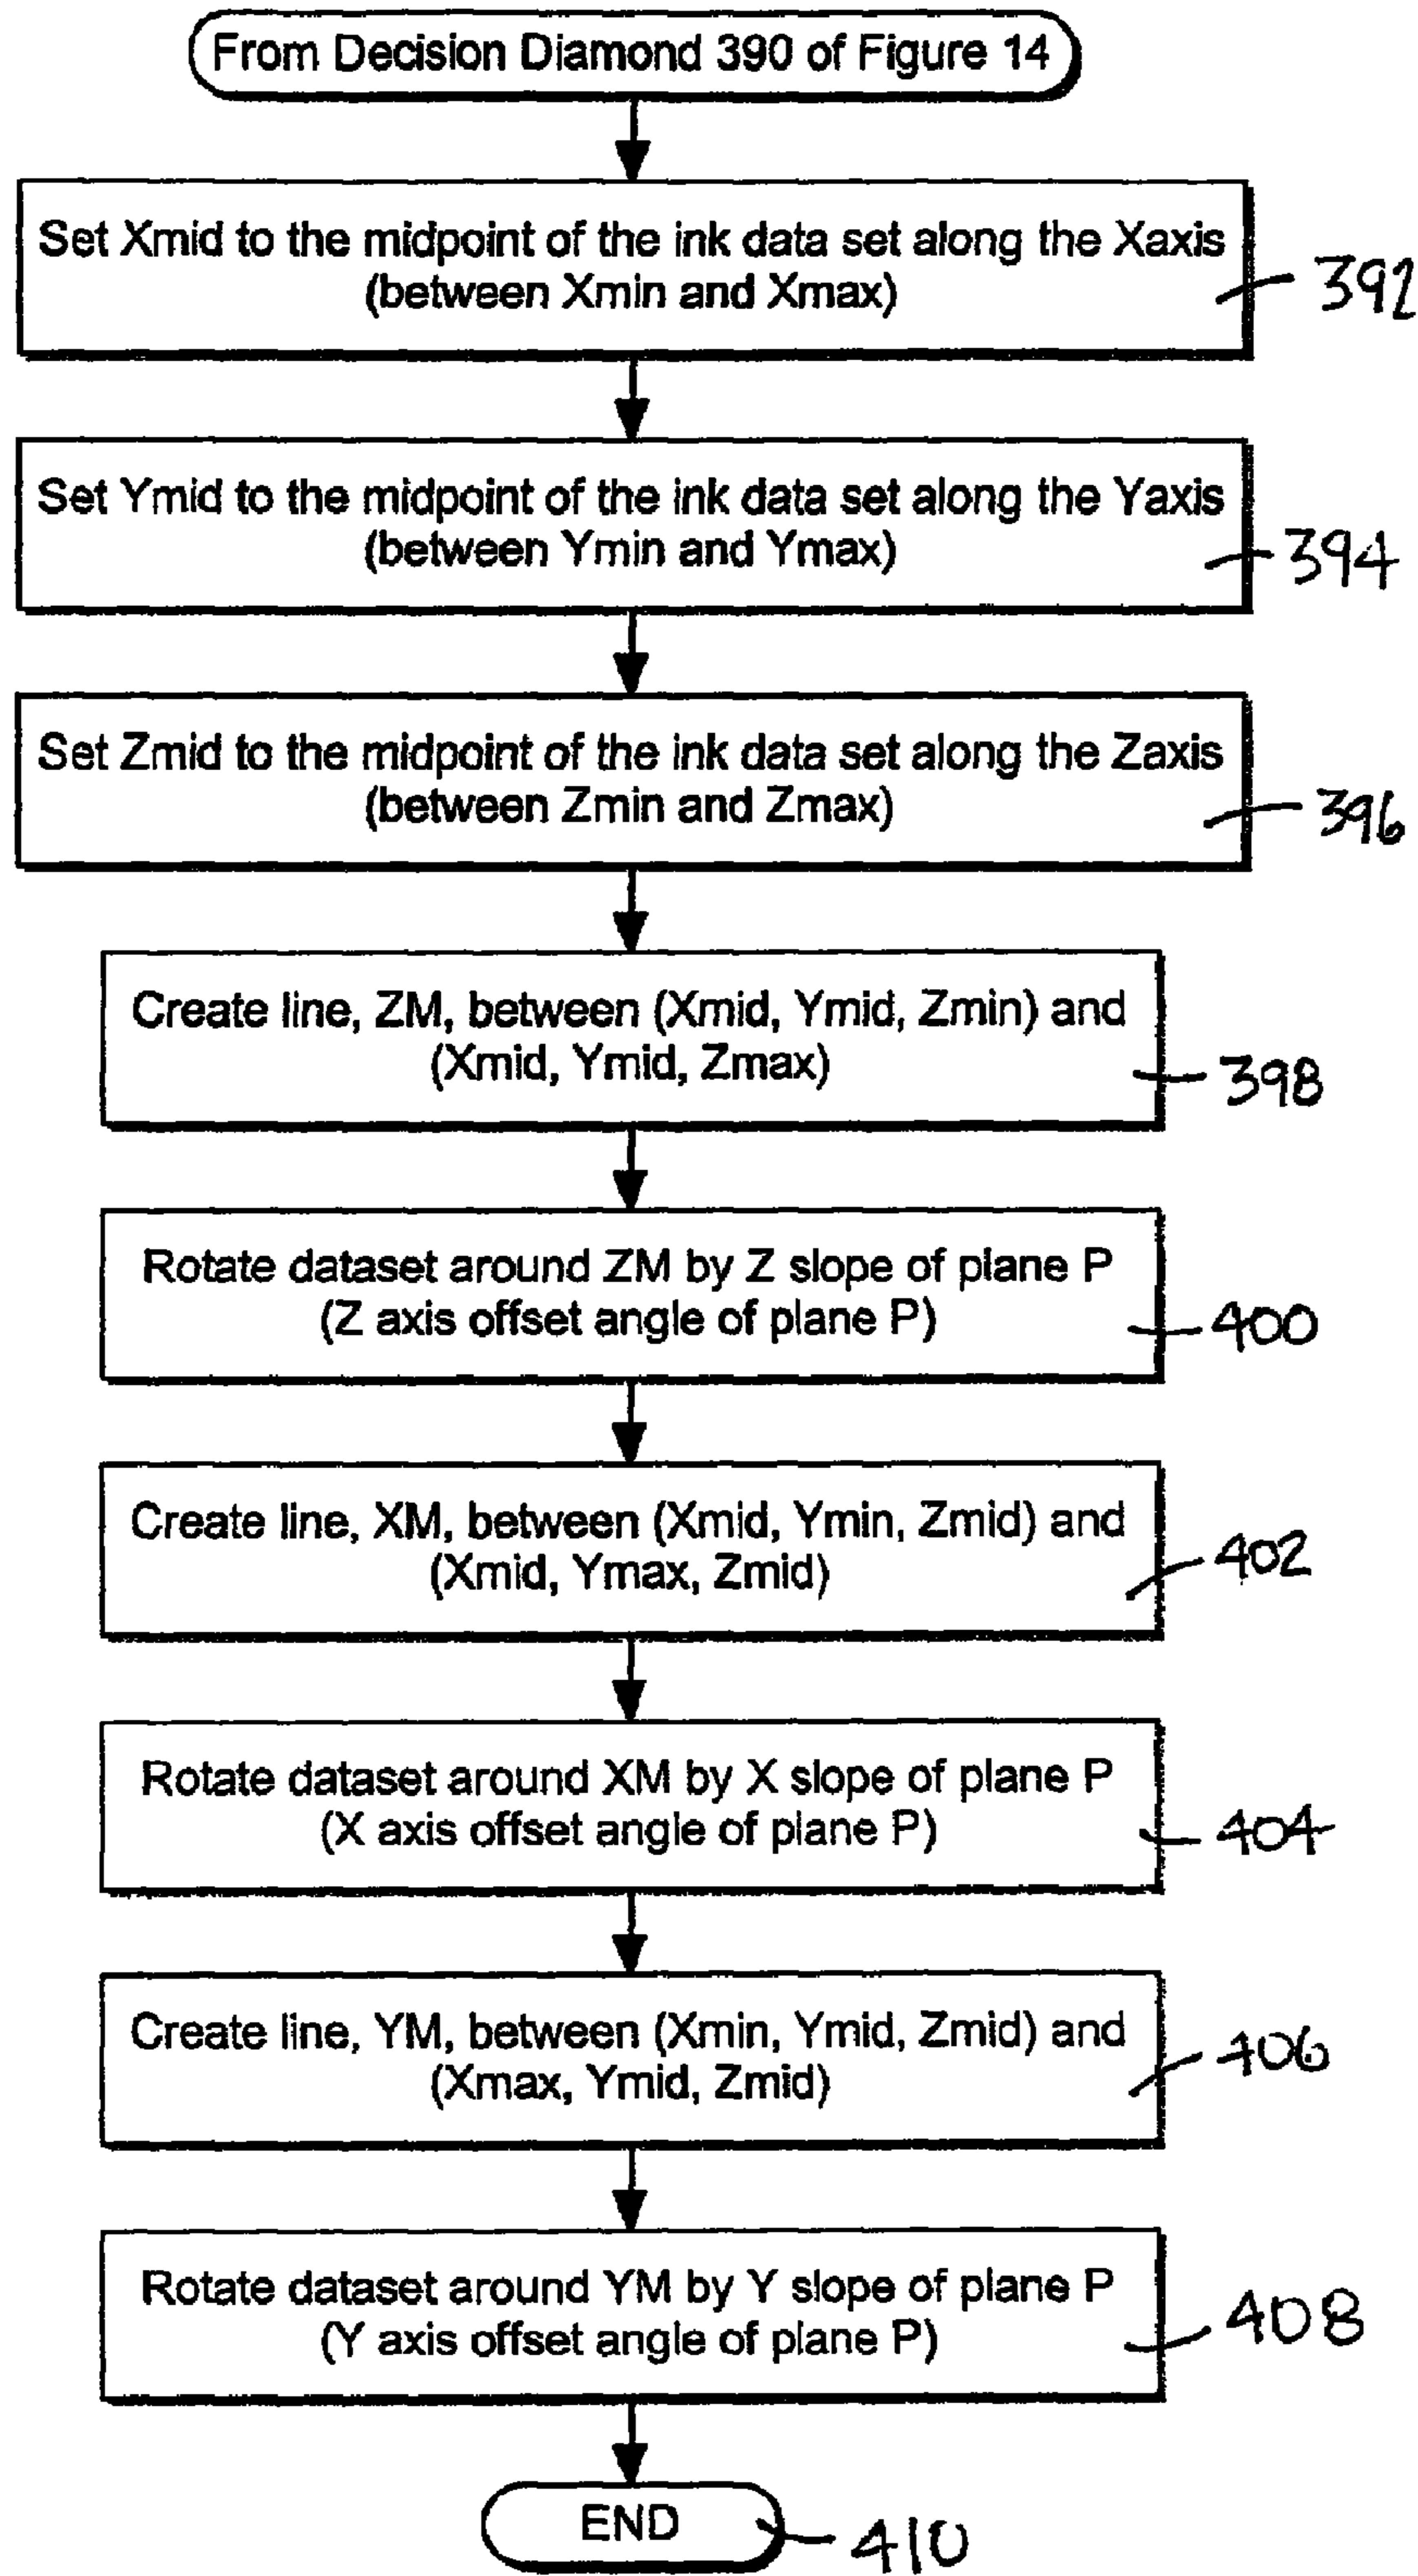 From Decision Diamond 390 of Figure 14
Set Xmid to the midpoint of the ink data set along the Xaxis
(between Xmin and Xmax)
392
Set Ymid to the midpoint of the ink data set along the Yaxis
(between Ymin and Ymax)
394
Set Zmid to the midpoint of the ink data set along the Zaxis
(between Zmin and Zmax)
396
Create line, ZM, between (Xmid, Ymid, Zmin) and
(Xmid, Ymid, Zmax)
398
Rotate dataset around ZM by Z slope of plane P
(Z axis offset angle of plane P)
400
Create line, XM, between (Xmid, Ymin, Zmid) and
(Xmid, Ymax, Zmid)
402
Rotate dataset around XM by X slope of plane P
(X axis offset angle of plane P)
404
Create line, YM, between (Xmin, Ymid, Zmid) and
(Xmax, Ymid, Zmid)
406
Rotate dataset around YM by Y slope of plane P
(Y axis offset angle of plane P)
408
END
410